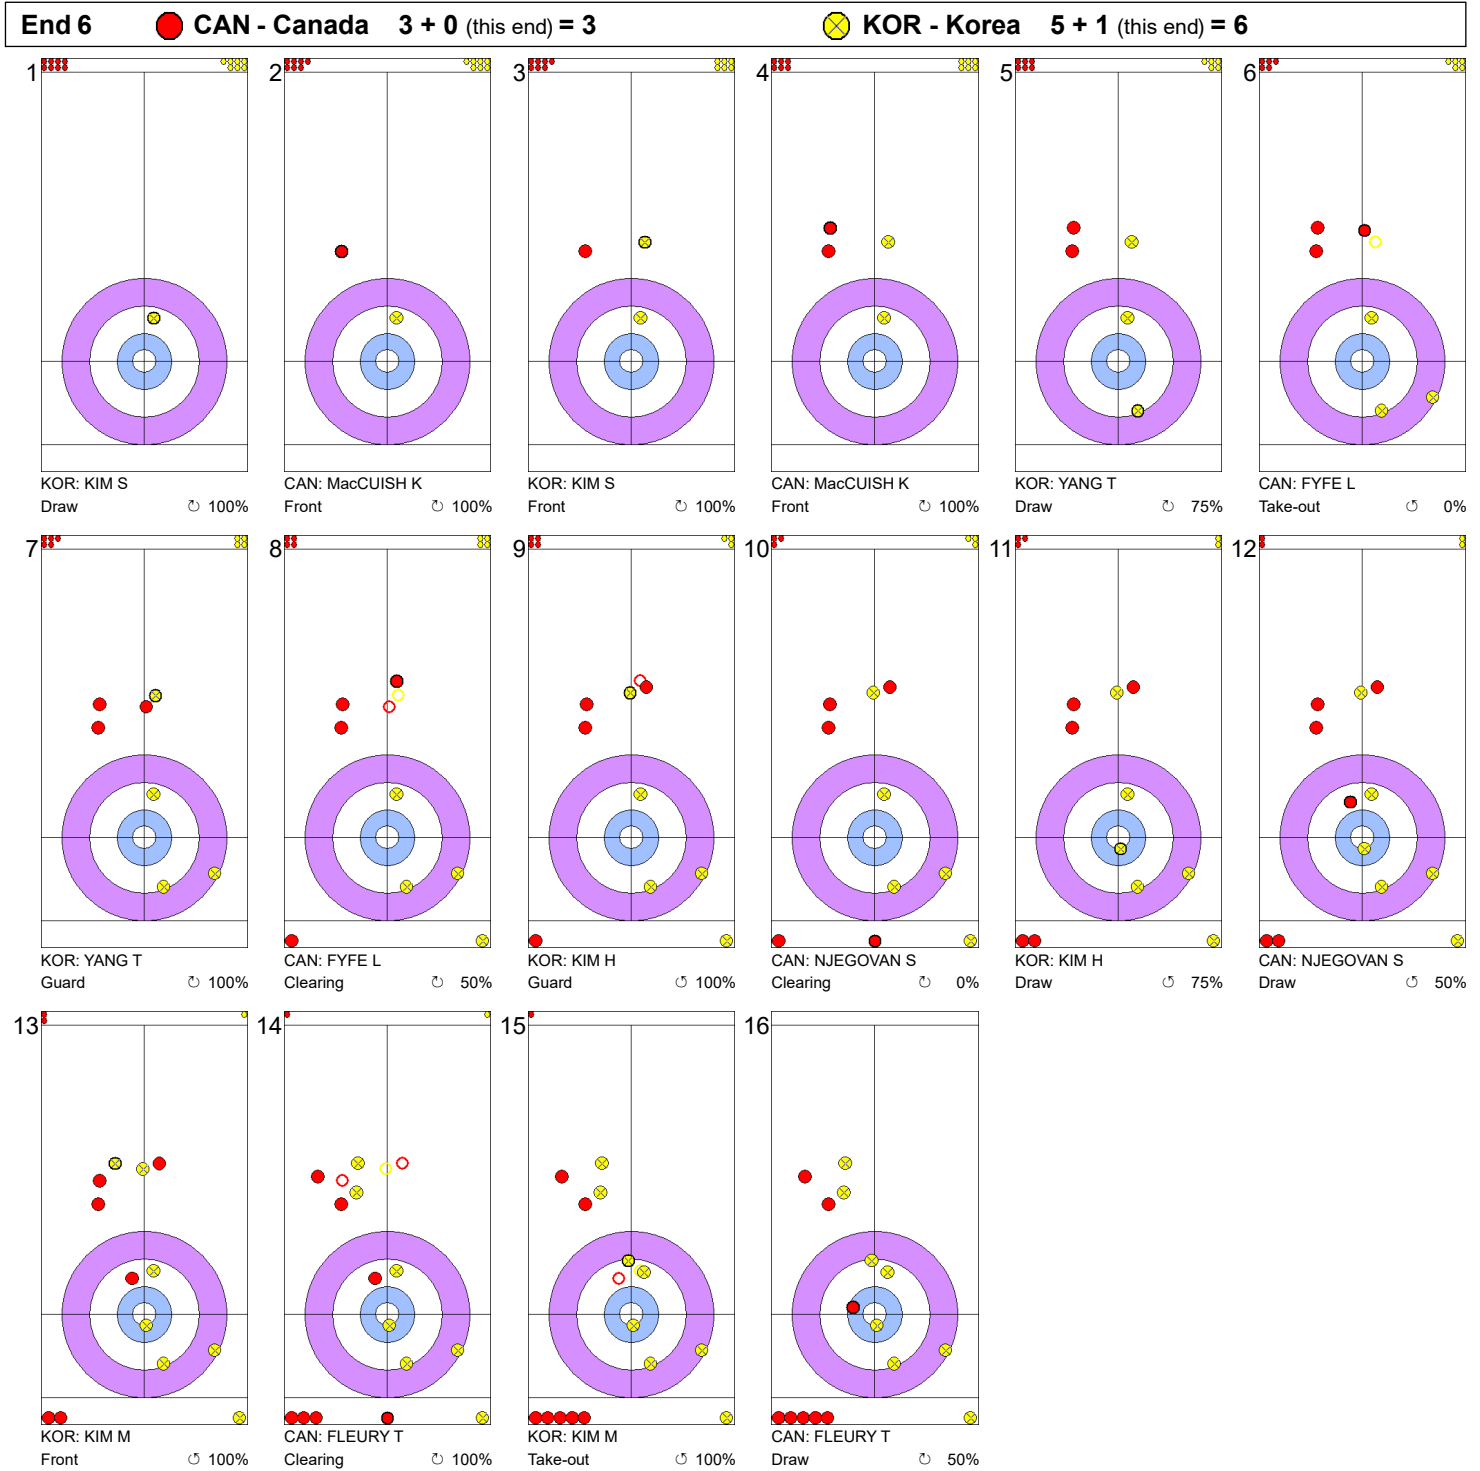 End 6 CAN - Canada 3 + 0 (this end) = 3 KOR - Korea 5 + 1 (this end) = 6
1 2 3 4 5 6
KOR: KIM S CAN: MacCUISH K KOR: KIM S CAN: MacCUISH K KOR: YANG T CAN: FYFE L
Draw ↻ 100% Front ↻ 100% Front ↻ 100% Front ↻ 100% Draw ↻ 75% Take-out ↺ 0%
7 8 9 10 11 12
KOR: YANG T CAN: FYFE L KOR: KIM H CAN: NJEGOVAN S KOR: KIM H CAN: NJEGOVAN S
Guard ↻ 100% Clearing ↻ 50% Guard ↻ 100% Clearing ↻ 0% Draw ↺ 75% Draw ↺ 50%
13 14 15 16
KOR: KIM M CAN: FLEURY T KOR: KIM M CAN: FLEURY T
Front ↺ 100% Clearing ↻ 100% Take-out ↺ 100% Draw ↻ 50%